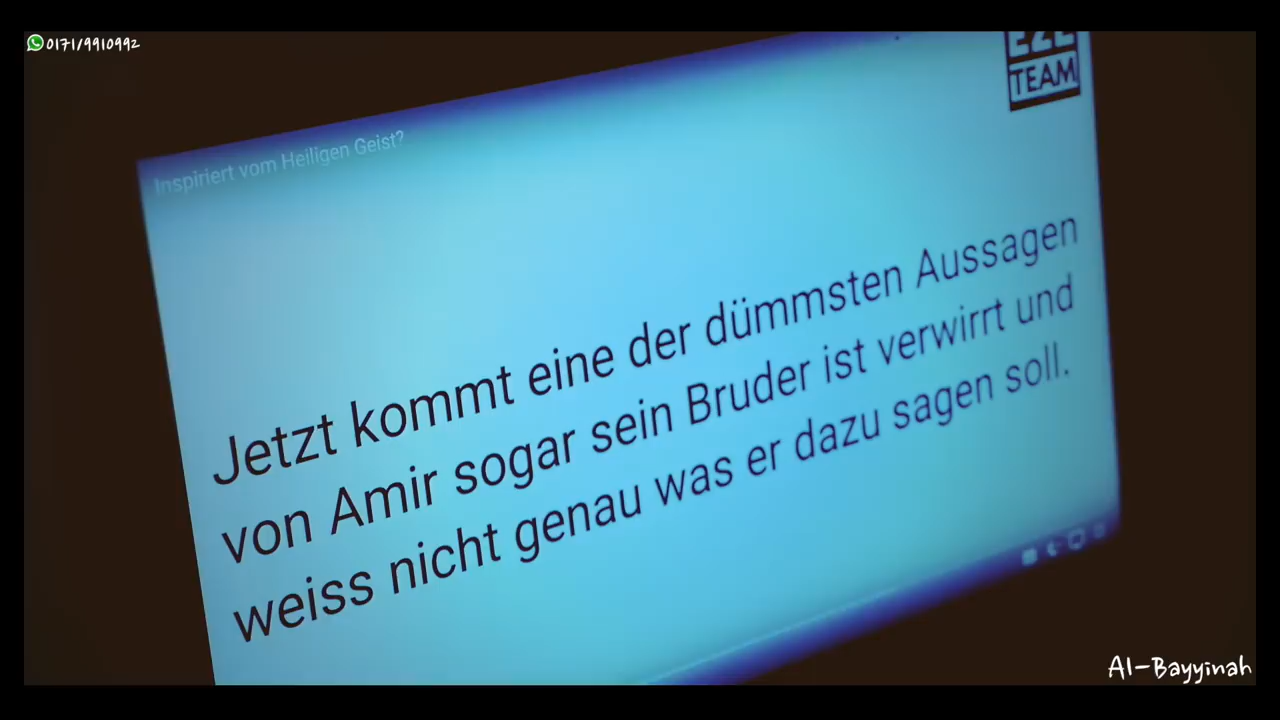 0171/9910992
EZE
TEAM
Inspiriert vom Heiligen Geist?
Jetzt kommt eine der dümmsten Aussagen
von Amir sogar sein Bruder ist verwirrt und
weiss nicht genau was er dazu sagen soll.
Al-Bayyinah